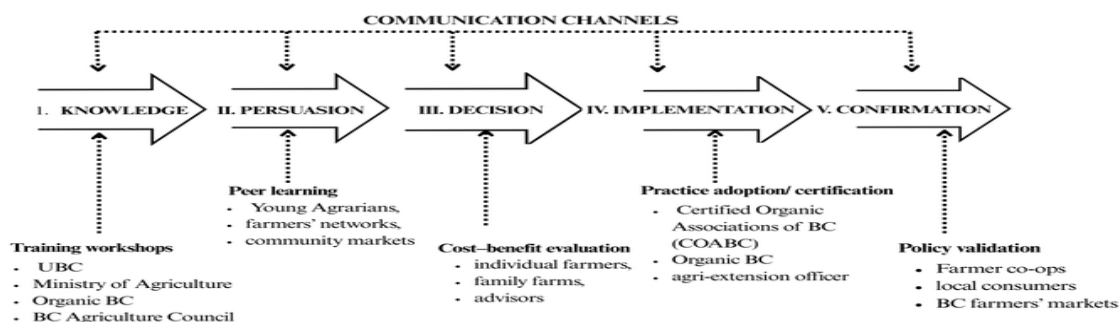 COMMUNICATION CHANNELS
1. KNOWLEDGE
II. PERSUASION
III. DECISION
IV. IMPLEMENTATION
V. CONFIRMATION
Training workshops
• UBC
• Ministry of Agriculture
• Organic BC
• BC Agriculture Council
Peer learning
• Young Agrarians,
• farmers' networks,
• community markets
Cost–benefit evaluation
• individual farmers,
• family farms,
• advisors
Practice adoption/ certification
• Certified Organic
Associations of BC
(COABC)
• Organic BC
• agri-extension officer
Policy validation
• Farmer co-ops
• local consumers
• BC farmers' markets